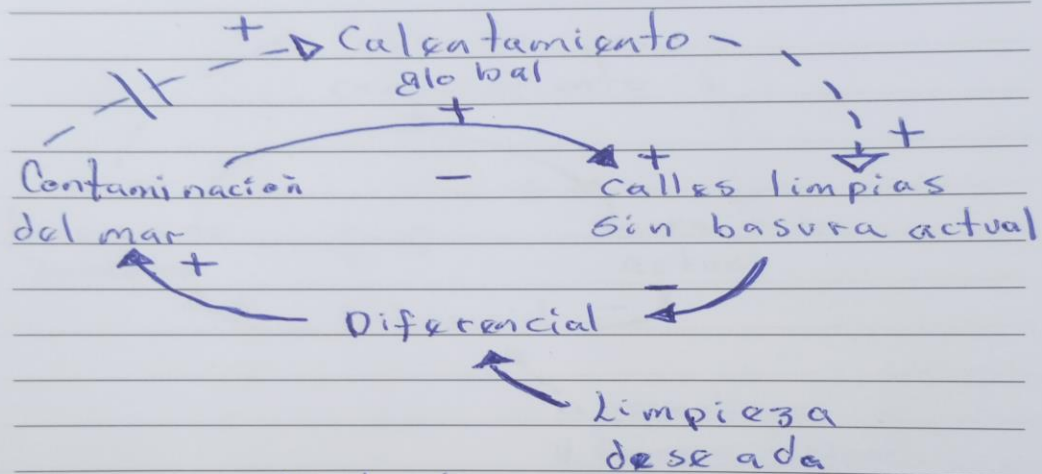 +
Calentamiento
global
+
+
+
Contaminación
del mar
-
calles limpias
sin basura actual
+
-
Diferencial
Limpieza
deseada